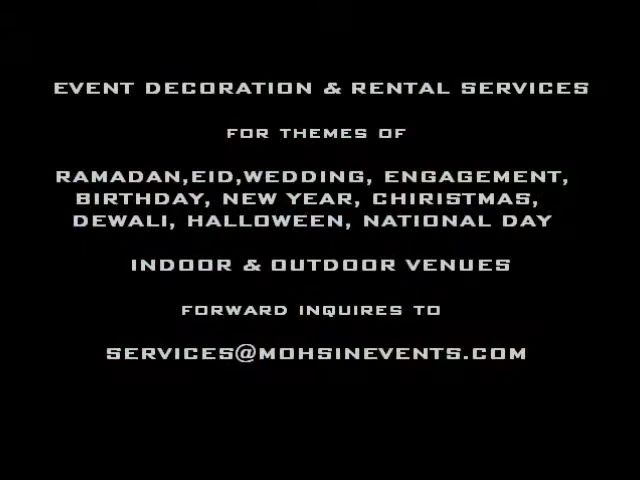 EVENT DECORATION & RENTAL SERVICES
FOR THEMES OF
RAMADAN,EID,WEDDING, ENGAGEMENT,
BIRTHDAY, NEW YEAR, CHIRISTMAS,
DEWALI, HALLOWEEN, NATIONAL DAY
INDOOR & OUTDOOR VENUES
FORWARD INQUIRES TO
SERVICES@MOHSINEVENTS.COM